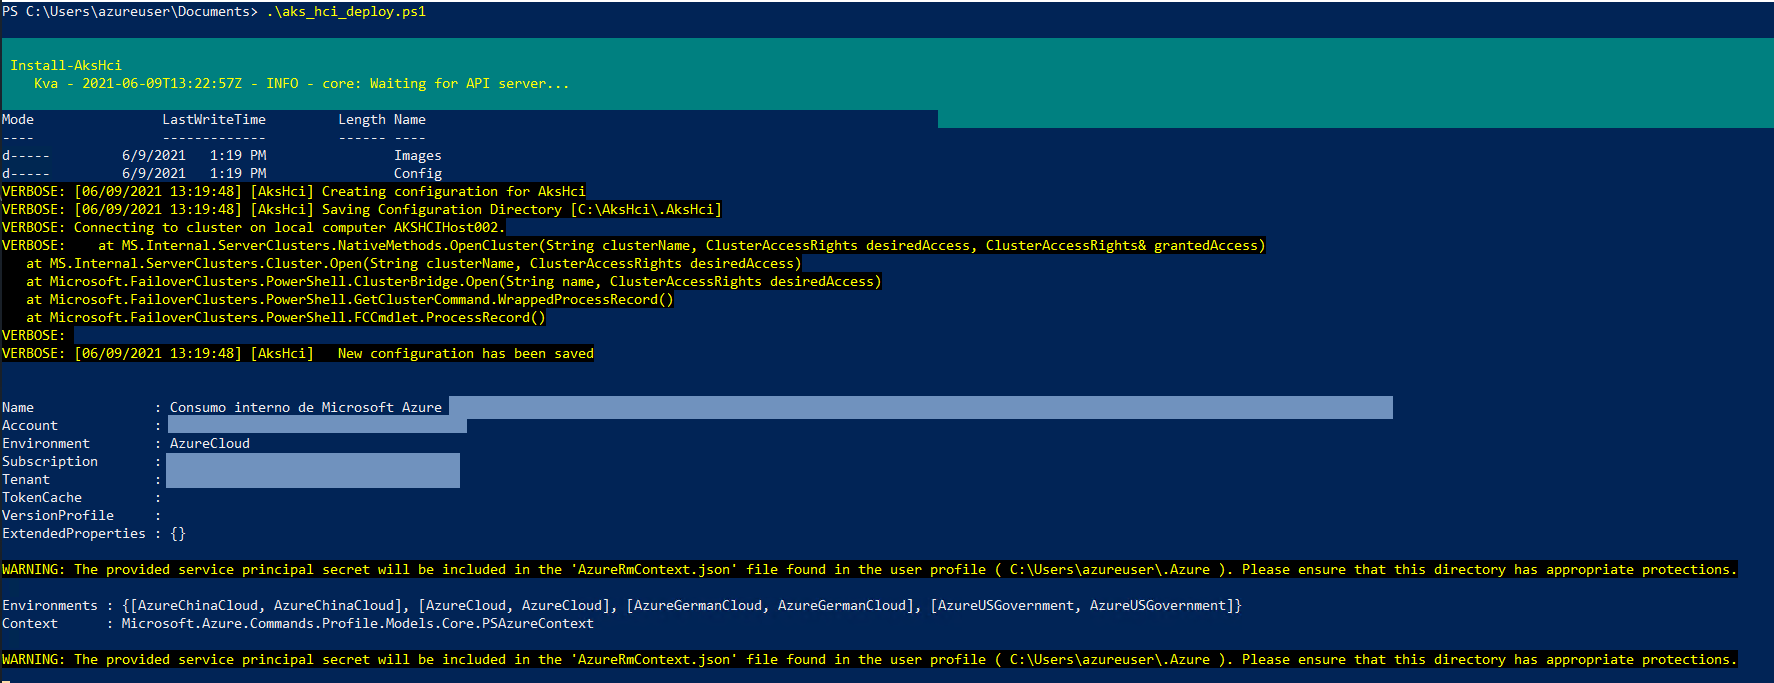 PS C:\Users\azureuser\Documents> .\aks_hci_deploy.ps1
Install-AksHci
Kva - 2021-06-09T13:22:57Z - INFO - core: Waiting for API server...
Mode                LastWriteTime         Length Name
----                -------------         ------ ----
d-----         6/9/2021   1:19 PM                Images
d-----         6/9/2021   1:19 PM                Config
VERBOSE: [06/09/2021 13:19:48] [AksHci] Creating configuration for AksHci
VERBOSE: [06/09/2021 13:19:48] [AksHci] Saving Configuration Directory [C:\AksHci\.AksHci]
VERBOSE: Connecting to cluster on local computer AKSHCIHost002.
VERBOSE:    at MS.Internal.ServerClusters.NativeMethods.OpenCluster(String clusterName, ClusterAccessRights desiredAccess, ClusterAccessRights& grantedAccess)
   at MS.Internal.ServerClusters.Cluster.Open(String clusterName, ClusterAccessRights desiredAccess)
   at Microsoft.FailoverClusters.PowerShell.ClusterBridge.Open(String name, ClusterAccessRights desiredAccess)
   at Microsoft.FailoverClusters.PowerShell.GetClusterCommand.WrappedProcessRecord()
   at Microsoft.FailoverClusters.PowerShell.FCCmdlet.ProcessRecord()
VERBOSE:
VERBOSE: [06/09/2021 13:19:48] [AksHci]   New configuration has been saved
Name               : Consumo interno de Microsoft Azure
Account            :
Environment        : AzureCloud
Subscription       :
Tenant             :
TokenCache         :
VersionProfile     :
ExtendedProperties : {}
WARNING: The provided service principal secret will be included in the 'AzureRmContext.json' file found in the user profile ( C:\Users\azureuser\.Azure ). Please ensure that this directory has appropriate protections.
Environments : {[AzureChinaCloud, AzureChinaCloud], [AzureCloud, AzureCloud], [AzureGermanCloud, AzureGermanCloud], [AzureUSGovernment, AzureUSGovernment]}
Context      : Microsoft.Azure.Commands.Profile.Models.Core.PSAzureContext
WARNING: The provided service principal secret will be included in the 'AzureRmContext.json' file found in the user profile ( C:\Users\azureuser\.Azure ). Please ensure that this directory has appropriate protections.